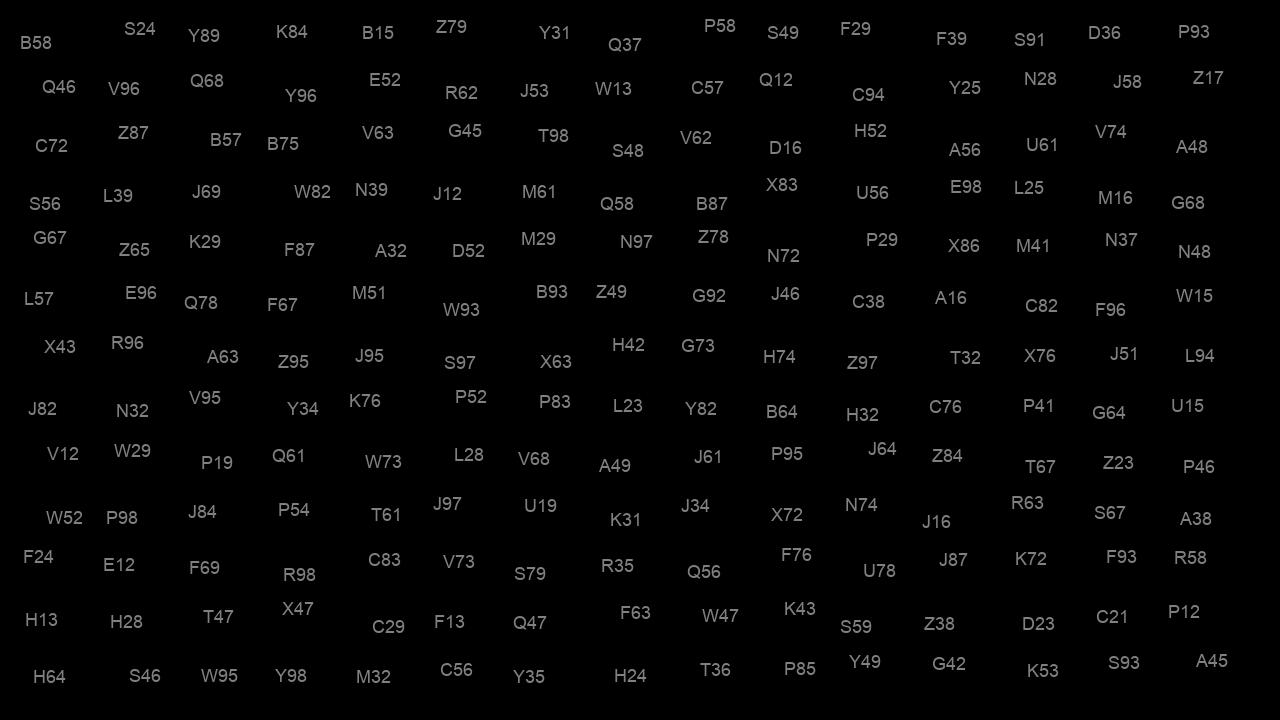 B58 S24 Y89 K84 B15 Z79 Y31 Q37 P58 S49 F29 F39 S91 D36 P93
Q46 V96 Q68 Y96 E52 R62 J53 W13 C57 Q12 C94 Y25 N28 J58 Z17
C72 Z87 B57 B75 V63 G45 T98 S48 V62 D16 H52 A56 U61 V74 A48
S56 L39 J69 W82 N39 J12 M61 Q58 B87 X83 U56 E98 L25 M16 G68
G67 Z65 K29 F87 A32 D52 M29 N97 Z78 N72 P29 X86 M41 N37 N48
L57 E96 Q78 F67 M51 W93 B93 Z49 G92 J46 C38 A16 C82 F96 W15
X43 R96 A63 Z95 J95 S97 X63 H42 G73 H74 Z97 T32 X76 J51 L94
J82 N32 V95 Y34 K76 P52 P83 L23 Y82 B64 H32 C76 P41 G64 U15
V12 W29 P19 Q61 W73 L28 V68 A49 J61 P95 J64 Z84 T67 Z23 P46
W52 P98 J84 P54 T61 J97 U19 K31 J34 X72 N74 J16 R63 S67 A38
F24 E12 F69 R98 C83 V73 S79 R35 Q56 F76 U78 J87 K72 F93 R58
H13 H28 T47 X47 C29 F13 Q47 F63 W47 K43 S59 Z38 D23 C21 P12
H64 S46 W95 Y98 M32 C56 Y35 H24 T36 P85 Y49 G42 K53 S93 A45